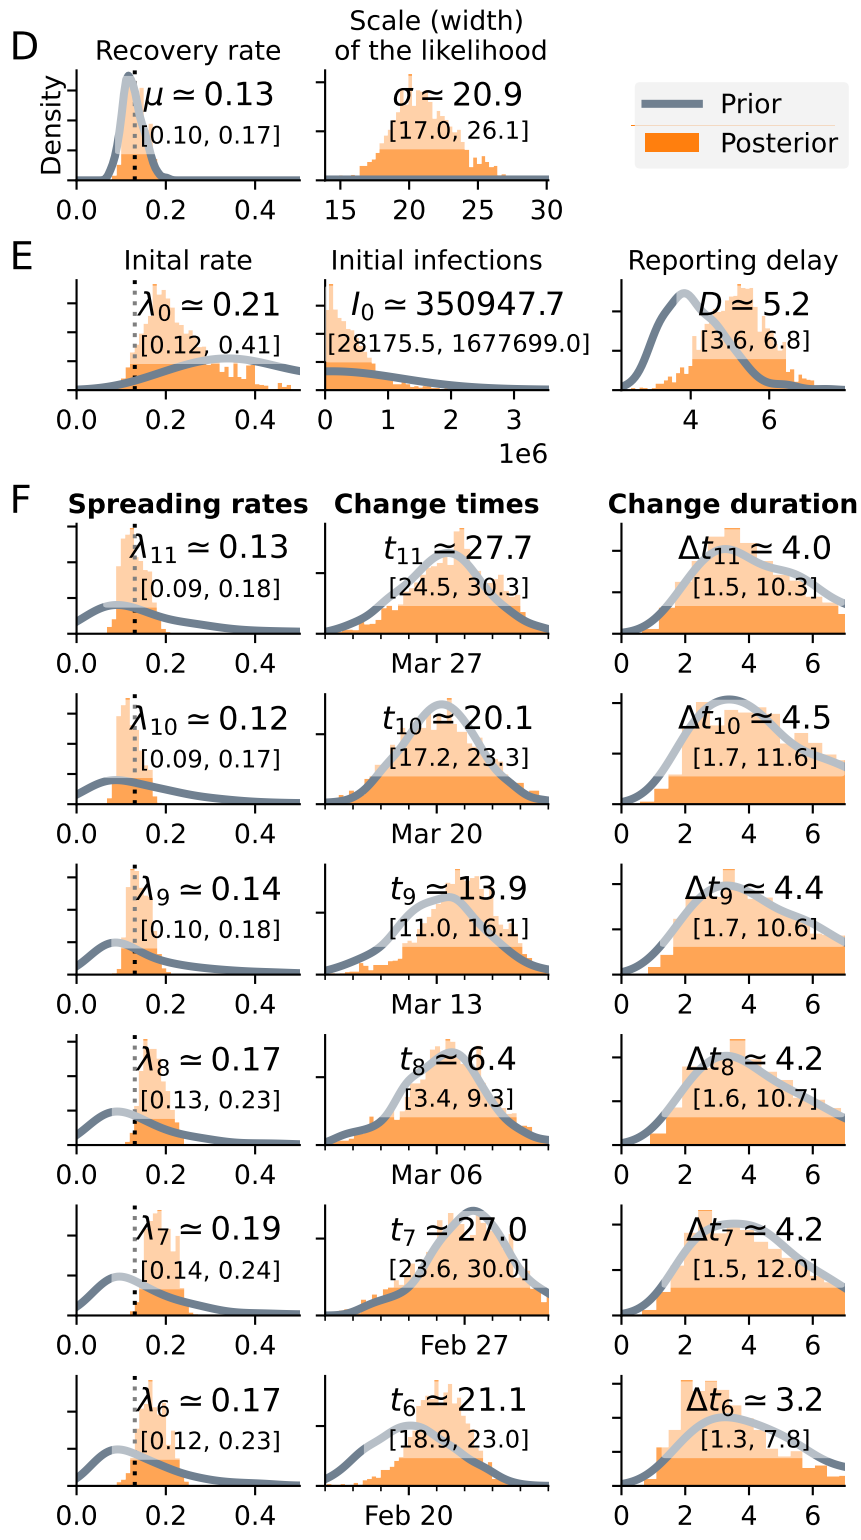 D
Recovery rate
Scale (width)
of the likelihood
Density
μ ≃ 0.13
[0.10, 0.17]
0.0 0.2 0.4
σ ≃ 20.9
[17.0, 26.1]
15 20 25 30
Prior
Posterior
E
Inital rate
Initial infections
Reporting delay
λ0 ≃ 0.21
[0.12, 0.41]
0.0 0.2 0.4
I0 ≃ 350947.7
[28175.5, 1677699.0]
0 1 2 3
1e6
D ≃ 5.2
[3.6, 6.8]
4 6
F
Spreading rates
Change times
Change duration
λ11 ≃ 0.13
[0.09, 0.18]
0.0 0.2 0.4
t11 ≃ 27.7
[24.5, 30.3]
Mar 27
Δt11 ≃ 4.0
[1.5, 10.3]
0 2 4 6
λ10 ≃ 0.12
[0.09, 0.17]
0.0 0.2 0.4
t10 ≃ 20.1
[17.2, 23.3]
Mar 20
Δt10 ≃ 4.5
[1.7, 11.6]
0 2 4 6
λ9 ≃ 0.14
[0.10, 0.18]
0.0 0.2 0.4
t9 ≃ 13.9
[11.0, 16.1]
Mar 13
Δt9 ≃ 4.4
[1.7, 10.6]
0 2 4 6
λ8 ≃ 0.17
[0.13, 0.23]
0.0 0.2 0.4
t8 ≃ 6.4
[3.4, 9.3]
Mar 06
Δt8 ≃ 4.2
[1.6, 10.7]
0 2 4 6
λ7 ≃ 0.19
[0.14, 0.24]
0.0 0.2 0.4
t7 ≃ 27.0
[23.6, 30.0]
Feb 27
Δt7 ≃ 4.2
[1.5, 12.0]
0 2 4 6
λ6 ≃ 0.17
[0.12, 0.23]
0.0 0.2 0.4
t6 ≃ 21.1
[18.9, 23.0]
Feb 20
Δt6 ≃ 3.2
[1.3, 7.8]
0 2 4 6